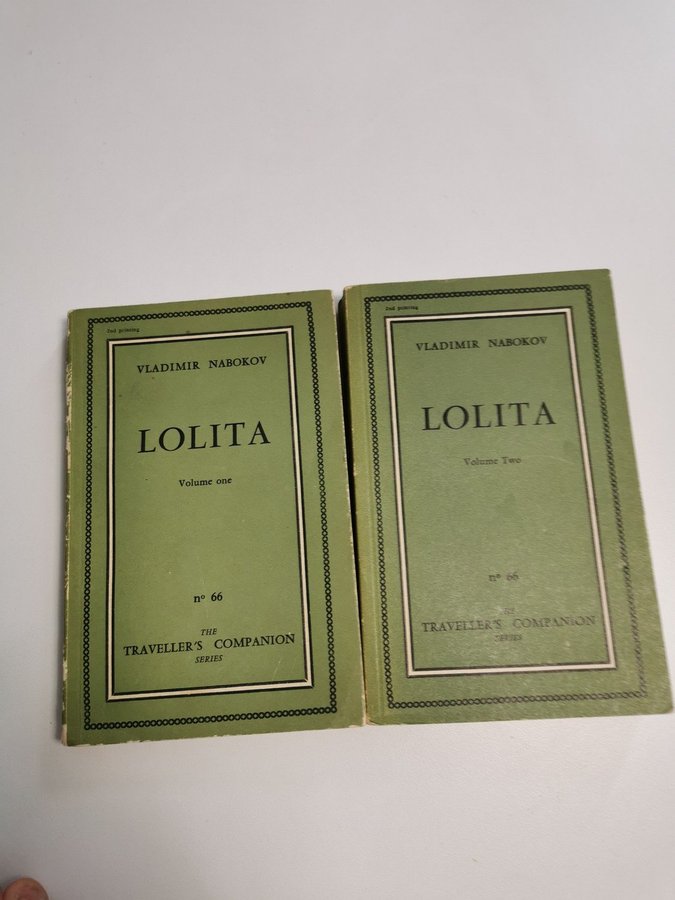 2nd printing
VLADIMIR NABOKOV
LOLITA
Volume one
nº 66
THE
TRAVELLER'S COMPANION
SERIES
2nd printing
VLADIMIR NABOKOV
LOLITA
Volume Two
nº 66
THE
TRAVELLER'S COMPANION
SERIES